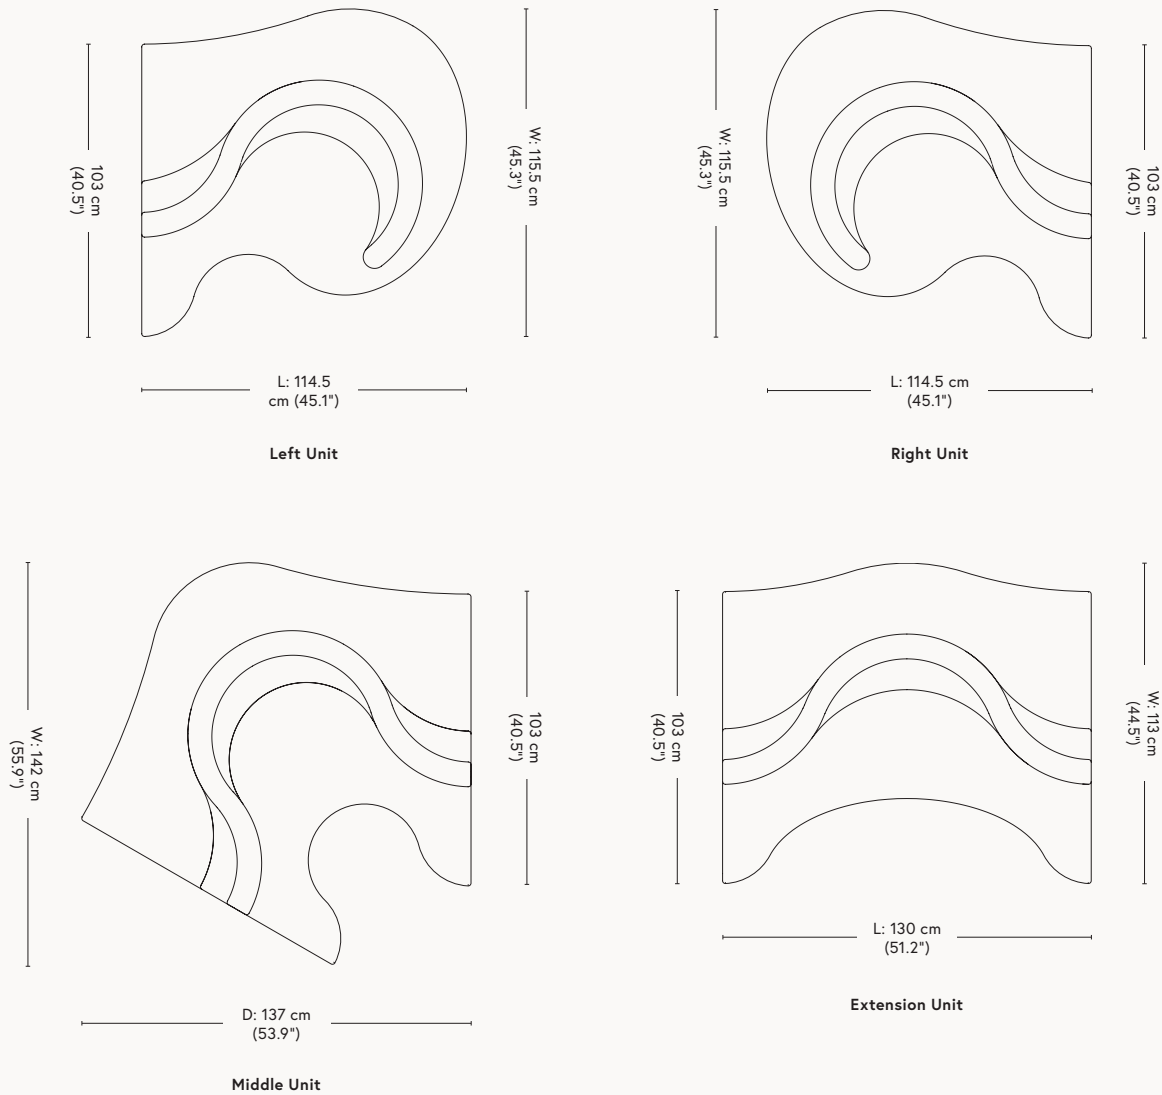 103 cm
(40.5")
W: 115.5 cm
(45.3")
L: 114.5
cm (45.1")
Left Unit
W: 115.5 cm
(45.3")
103 cm
(40.5")
L: 114.5 cm
(45.1")
Right Unit
W: 142 cm
(55.9")
103 cm
(40.5")
D: 137 cm
(53.9")
Middle Unit
103 cm
(40.5")
W: 113 cm
(44.5")
L: 130 cm
(51.2")
Extension Unit